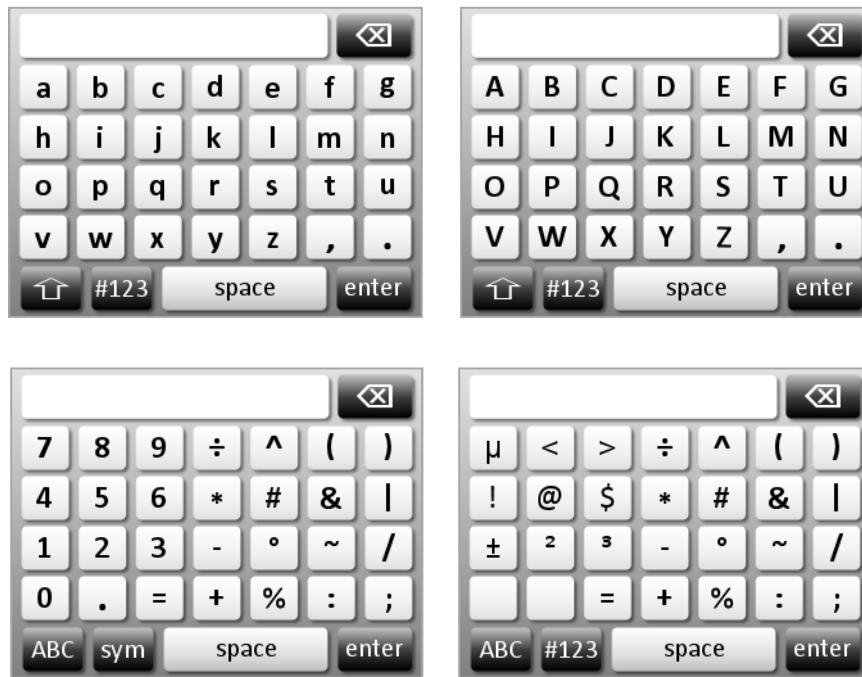 a b c d e f g
h i j k l m n
o p q r s t u
v w x y z , .
#123 space enter
A B C D E F G
H I J K L M N
O P Q R S T U
V W X Y Z , .
#123 space enter
7 8 9 ÷ ^ ( )
4 5 6 * # & |
1 2 3 - ° ~ /
0 . = + % : ;
ABC sym space enter
µ < > ÷ ^ ( )
! @ $ * # & |
± ² ³ - ° ~ /
= + % : ;
ABC #123 space enter